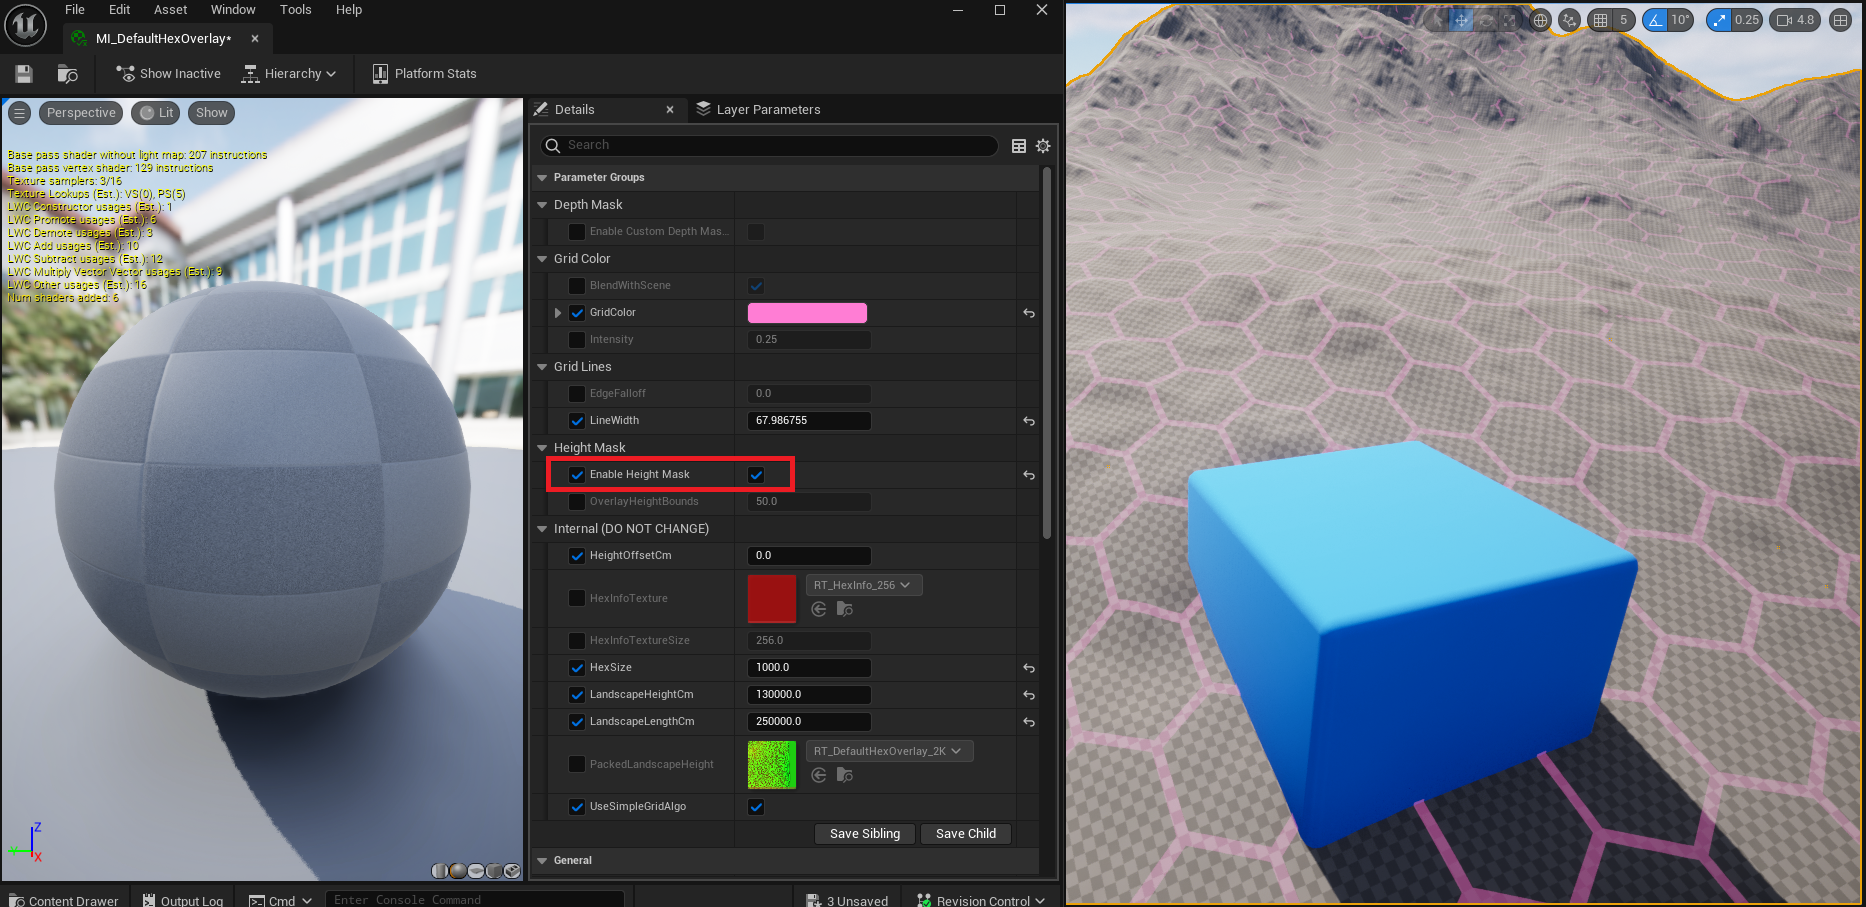 File Edit Asset Window Tools Help
MI_DefaultHexOverlay*
Show Inactive Hierarchy Platform Stats
5 10° 0.25 4.8
Perspective Lit Show
Base pass shader without light map: 207 instructions
Base pass vertex shader: 129 instructions
Texture samplers: 3/16
Texture Lookups (Est.): VS(0), PS(5)
LWC Constructor usages (Est.): 1
LWC Promote usages (Est.): 6
LWC Demote usages (Est.): 3
LWC Add usages (Est.): 10
LWC Subtract usages (Est.): 12
LWC Multiply Vector Vector usages (Est.): 9
LWC Other usages (Est.): 16
Num shaders added: 6
Z
Y
X
Details Layer Parameters
Search
Parameter Groups
Depth Mask
Enable Custom Depth Mas...
Grid Color
BlendWithScene
GridColor
Intensity 0.25
Grid Lines
EdgeFalloff 0.0
LineWidth 67.986755
Height Mask
Enable Height Mask
OverlayHeightBounds 50.0
Internal (DO NOT CHANGE)
HeightOffsetCm 0.0
HexInfoTexture RT_HexInfo_256
HexInfoTextureSize 256.0
HexSize 1000.0
LandscapeHeightCm 130000.0
LandscapeLengthCm 250000.0
PackedLandscapeHeight RT_DefaultHexOverlay_2K
UseSimpleGridAlgo
Save Sibling Save Child
General
Content Drawer Output Log Cmd Enter Console Command 3 Unsaved Revision Control